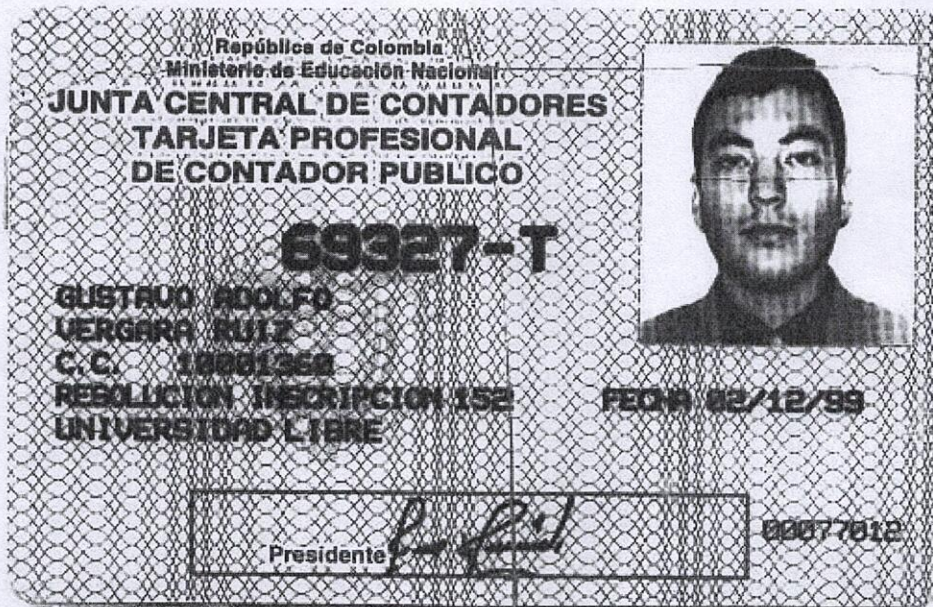 República de Colombia
Ministerio de Educación Nacional
JUNTA CENTRAL DE CONTADORES
TARJETA PROFESIONAL
DE CONTADOR PUBLICO
69327-T
GUSTAVO ADOLFO
VERGARA RUIZ
C.C. 10001360
RESOLUCION INSCRIPCION 152 FECHA 02/12/99
UNIVERSIDAD LIBRE
Presidente
00077012